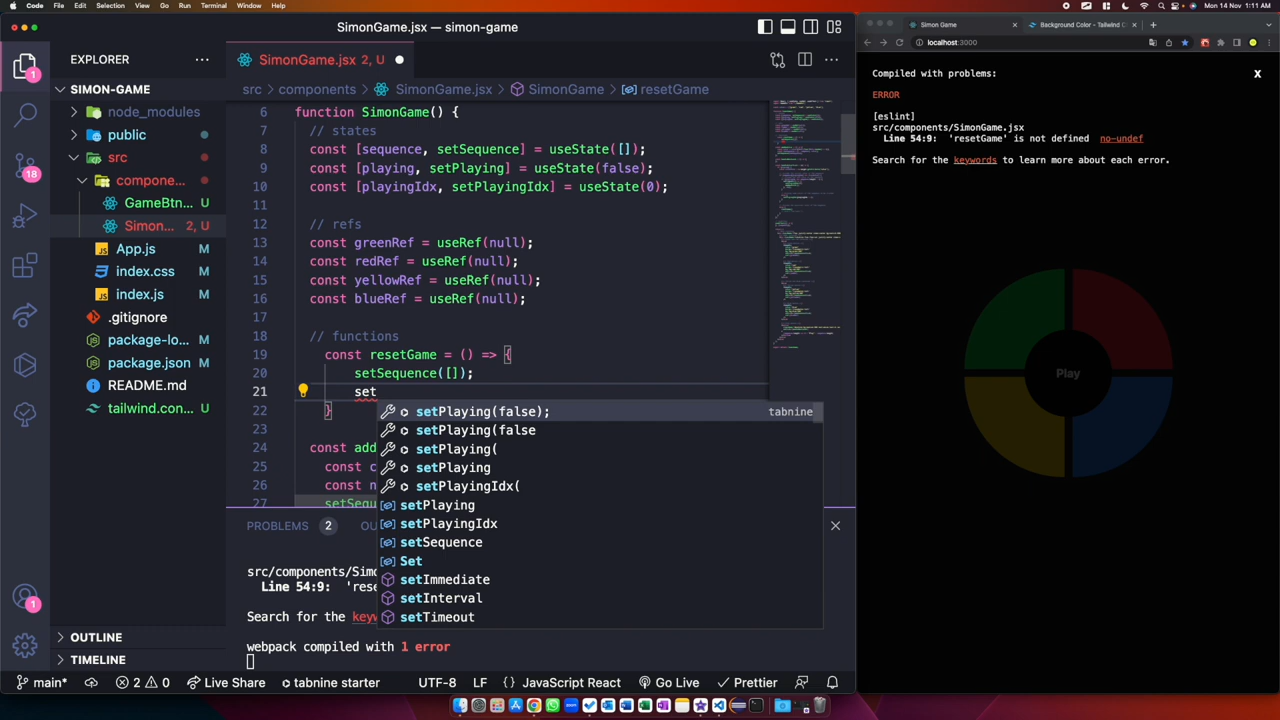 Code File Edit Selection View Go Run Terminal Window Help
Mon 14 Nov 1:11 AM
SimonGame.jsx — simon-game
EXPLORER
SIMON-GAME
node_modules
public
src
compone...
GameBtn... U
Simon... 2, U
App.js M
index.css M
index.js M
.gitignore
package-lo... M
package.json M
README.md
tailwind.con... U
OUTLINE
TIMELINE
1
18
1
SimonGame.jsx 2, U
src > components > SimonGame.jsx > SimonGame > resetGame
6 function SimonGame() {
7 // states
8 const [sequence, setSequence] = useState([]);
9 const [playing, setPlaying] = useState(false);
10 const [playingIdx, setPlayingIdx] = useState(0);
11
12 // refs
13 const greenRef = useRef(null);
14 const redRef = useRef(null);
15 const yellowRef = useRef(null);
16 const blueRef = useRef(null);
17
18 // functions
19 const resetGame = () => {
20 setSequence([]);
21 set
22 }
23
24 const add
25 const c
26 const n
27 setSequ
setPlaying(false); tabnine
setPlaying(false
setPlaying(
setPlaying
setPlayingIdx(
setPlaying
setPlayingIdx
setSequence
Set
setImmediate
setInterval
setTimeout
PROBLEMS 2 OU
src/components/Simo
Line 54:9: 'rese
Search for the keyw
webpack compiled with 1 error
main* 2 0 Live Share tabnine starter UTF-8 LF {} JavaScript React Go Live Prettier
Simon Game
Background Color - Tailwind C
localhost:3000
Compiled with problems: X
ERROR
[eslint]
src/components/SimonGame.jsx
Line 54:9: 'resetGame' is not defined no-undef
Search for the keywords to learn more about each error.
Play